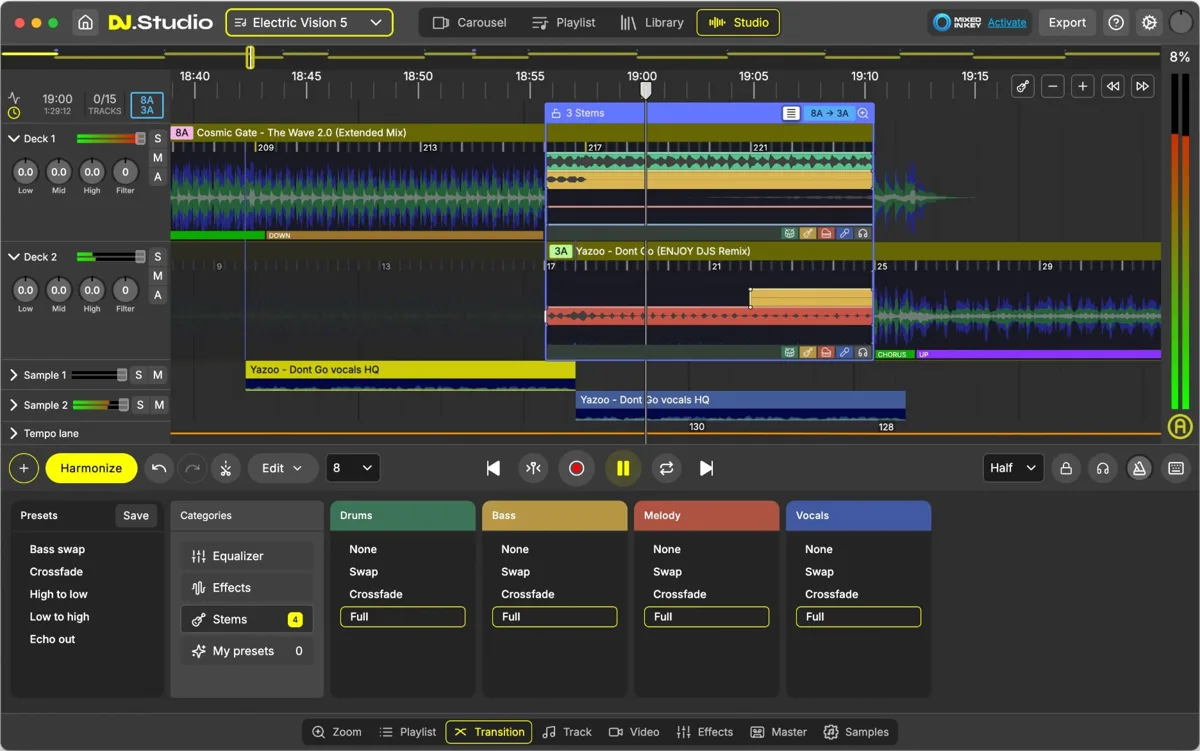 DJ.Studio
Electric Vision 5
Carousel
Playlist
Library
Studio
MIXED IN KEY
Activate
Export
8%
18:40
18:45
18:50
18:55
19:00
19:05
19:10
19:15
19:00
1:29:12
0/15
TRACKS
8A
3A
3 Stems
8A → 3A
Deck 1
S
M
A
0.0
0.0
0.0
0
Low
Mid
High
Filter
8A
Cosmic Gate - The Wave 2.0 (Extended Mix)
209
213
217
221
DOWN
Deck 2
S
M
A
0.0
0.0
0.0
0
Low
Mid
High
Filter
3A
Yazoo - Dont Go (ENJOY DJS Remix)
9
13
17
21
25
29
CHORUS
UP
Sample 1
S
M
Yazoo - Dont Go vocals HQ
Sample 2
S
M
Yazoo - Dont Go vocals HQ
Tempo lane
130
128
A
Harmonize
Edit
8
Half
Presets
Save
Bass swap
Crossfade
High to low
Low to high
Echo out
Categories
Equalizer
Effects
Stems
4
My presets
0
Drums
None
Swap
Crossfade
Full
Bass
None
Swap
Crossfade
Full
Melody
None
Swap
Crossfade
Full
Vocals
None
Swap
Crossfade
Full
Zoom
Playlist
Transition
Track
Video
Effects
Master
Samples